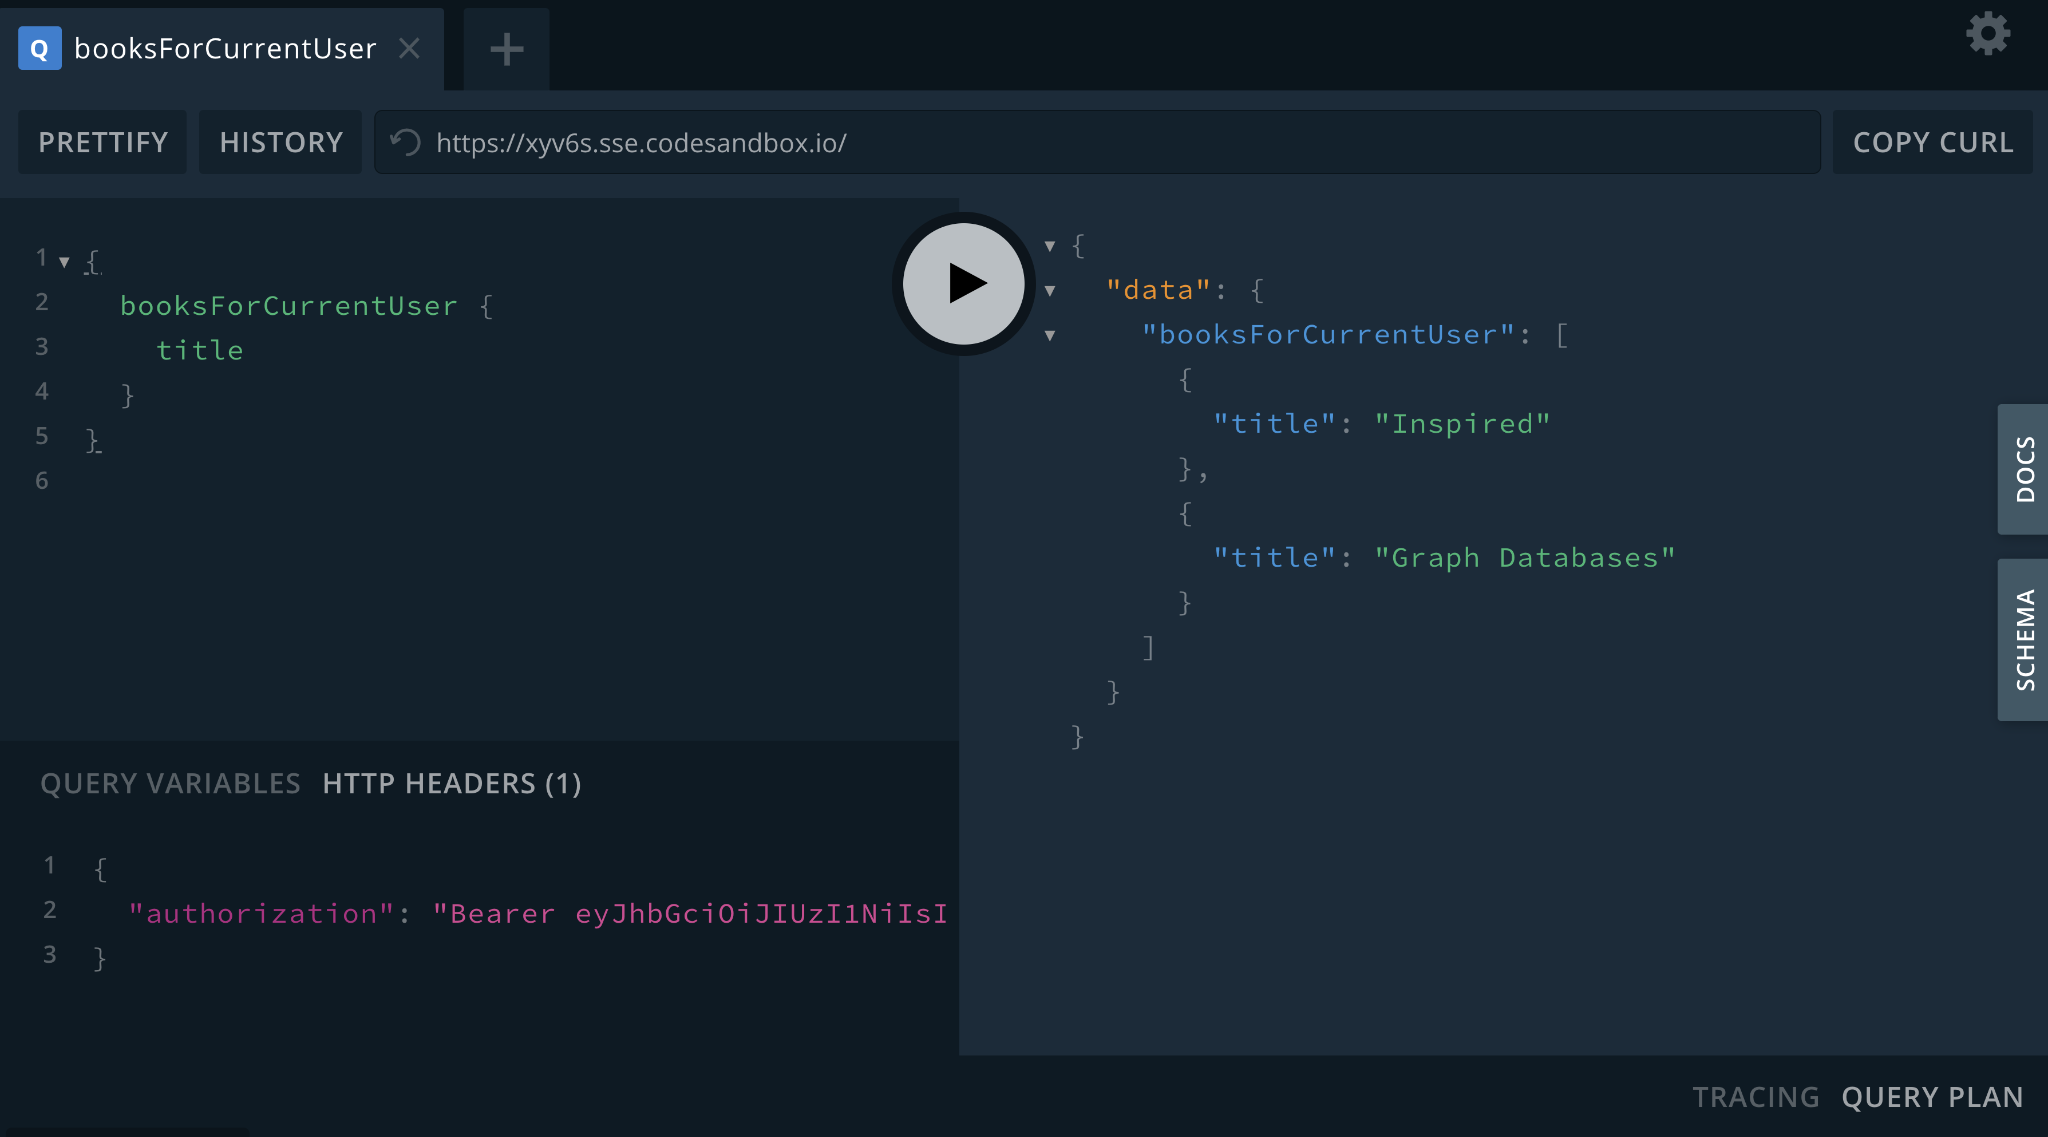 Q booksForCurrentUser
PRETTIFY HISTORY https://xyv6s.sse.codesandbox.io/ COPY CURL
1 {
2 booksForCurrentUser {
3 title
4 }
5 }
6
{
"data": {
"booksForCurrentUser": [
{
"title": "Inspired"
},
{
"title": "Graph Databases"
}
]
}
}
DOCS
SCHEMA
QUERY VARIABLES HTTP HEADERS (1)
1 {
2 "authorization": "Bearer eyJhbGciOiJIUzI1NiIsI
3 }
TRACING QUERY PLAN